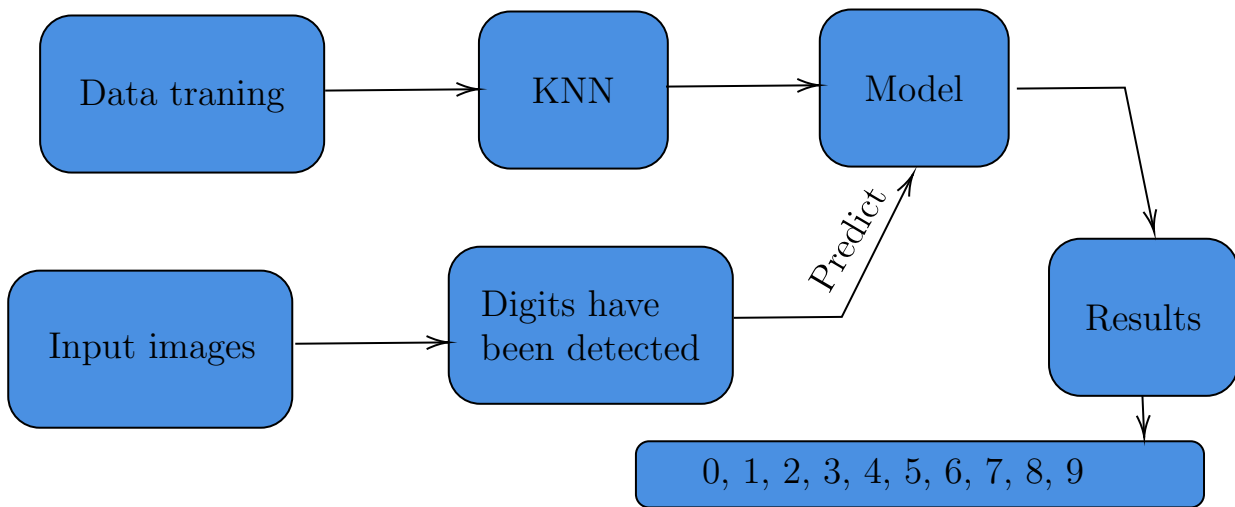 Data traning
KNN
Model
Predict
Input images
Digits have
been detected
Results
0, 1, 2, 3, 4, 5, 6, 7, 8, 9